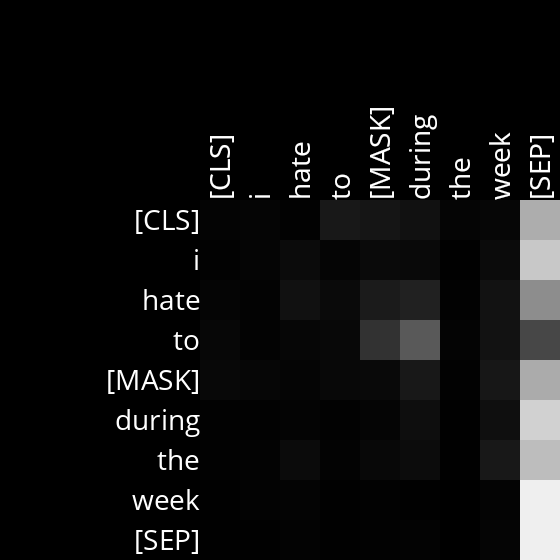 [CLS] i hate to [MASK] during the week [SEP]
[CLS]
i
hate
to
[MASK]
during
the
week
[SEP]